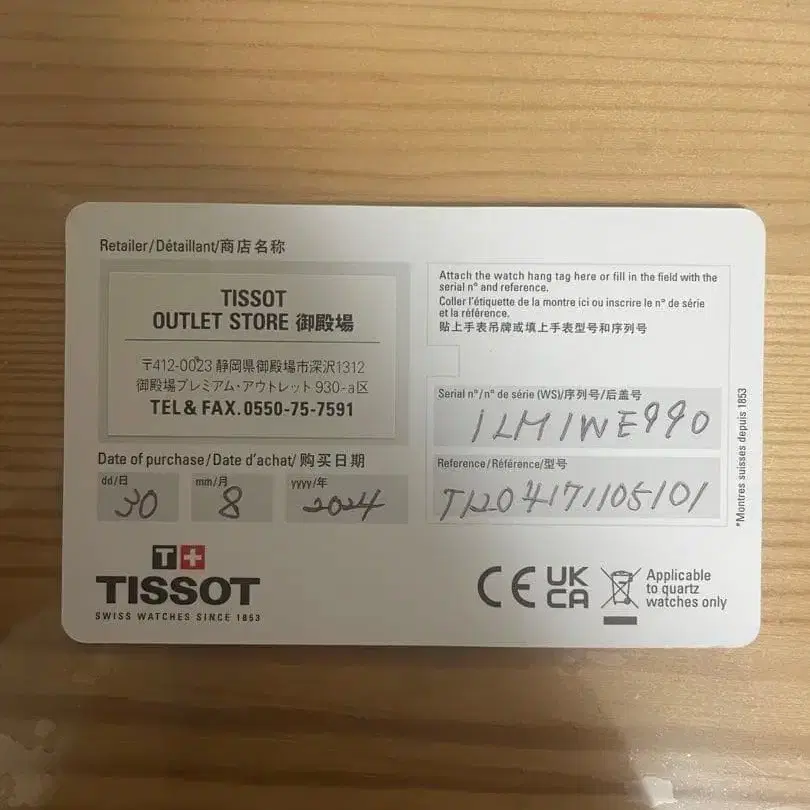 Retailer/Détaillant/商店名称
TISSOT
OUTLET STORE 御殿場
〒412-0023 静岡県御殿場市深沢1312
御殿場プレミアム・アウトレット 930-a区
TEL & FAX. 0550-75-7591
Date of purchase/Date d'achat/ 购买日期
dd/日 mm/月 yyyy/年
30 8 2024
T+
TISSOT
SWISS WATCHES SINCE 1853
Attach the watch hang tag here or fill in the field with the
serial n° and reference.
Coller l'étiquette de la montre ici ou inscrire le n° de série
et la référence.
贴上手表吊牌或填上手表型号和序列号
Serial n°/n° de série (WS)/序列号/后盖号
1LM1WE990
Reference/Référence/型号
T1204171105101
CE UK
CA
Applicable
to quartz
watches only
*Montres suisses depuis 1853